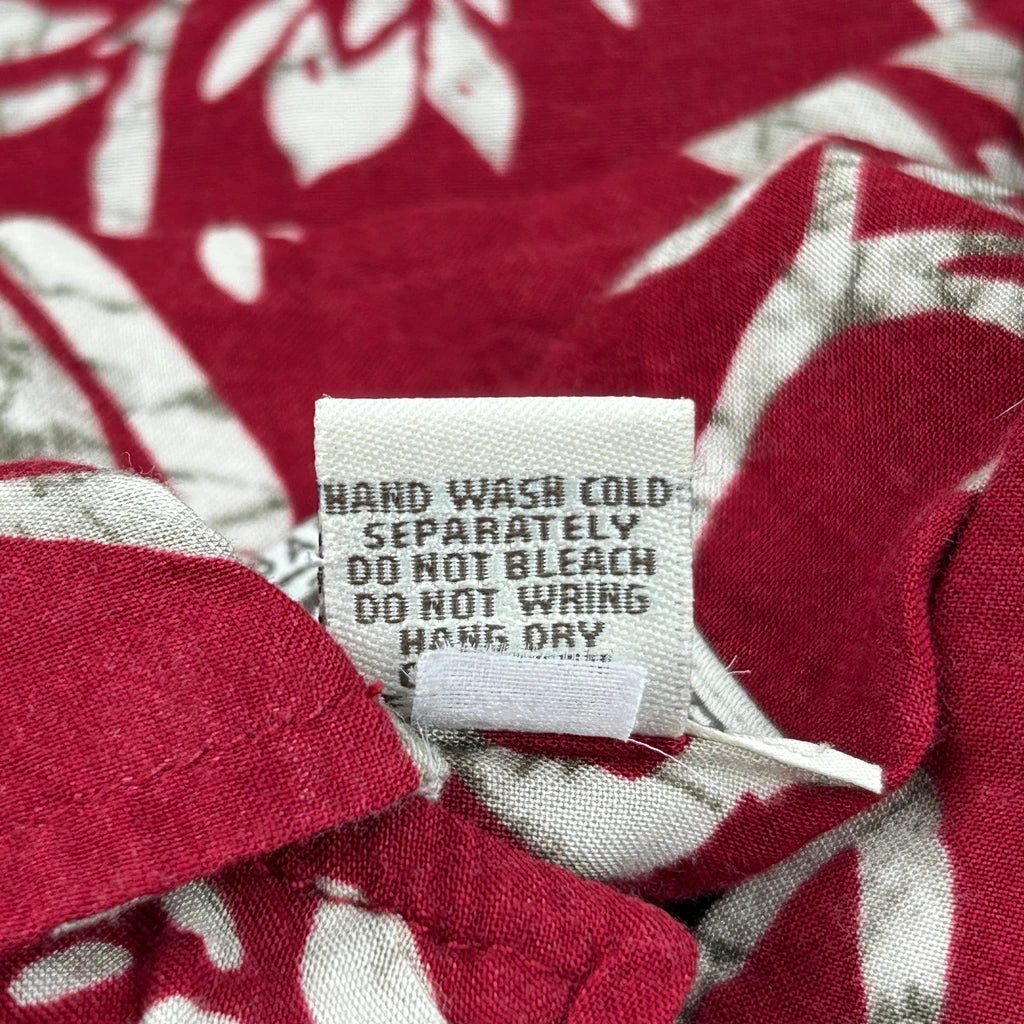 HAND WASH COLD
SEPARATELY
DO NOT BLEACH
DO NOT WRING
HANG DRY